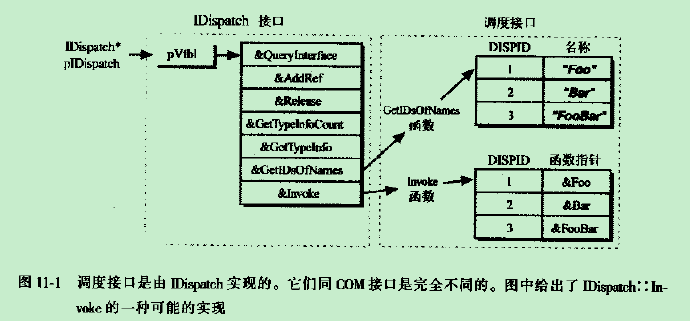 IDispatch 接口
调度接口
IDispatch*
pIDispatch
pVtbl
&QueryInterface
&AddRef
&Release
&GetTypeInfoCount
&GetTypeInfo
&GetIDsOfNames
&Invoke
GetIDsOfNames
函数
DISPID 名称
1 "Foo"
2 "Bar"
3 "FooBar"
Invoke
函数
DISPID 函数指针
1 &Foo
2 &Bar
3 &FooBar
图 11-1 调度接口是由 IDispatch 实现的。它们同 COM 接口是完全不同的。图中给出了 IDispatch::In-
voke 的一种可能的实现